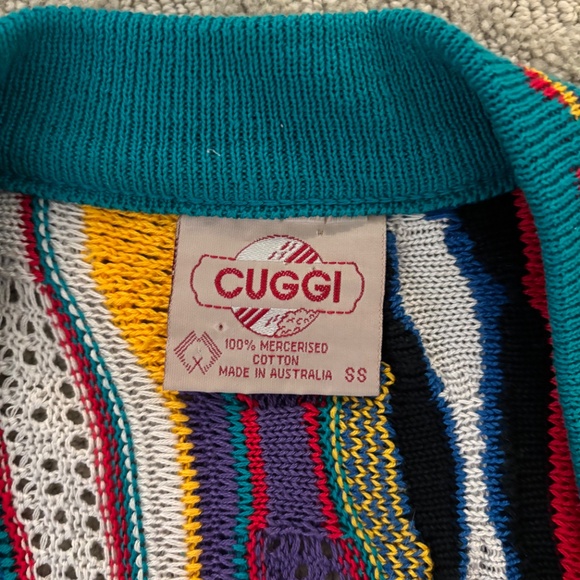 CUGGI
100% MERCERISED
COTTON
MADE IN AUSTRALIA SS